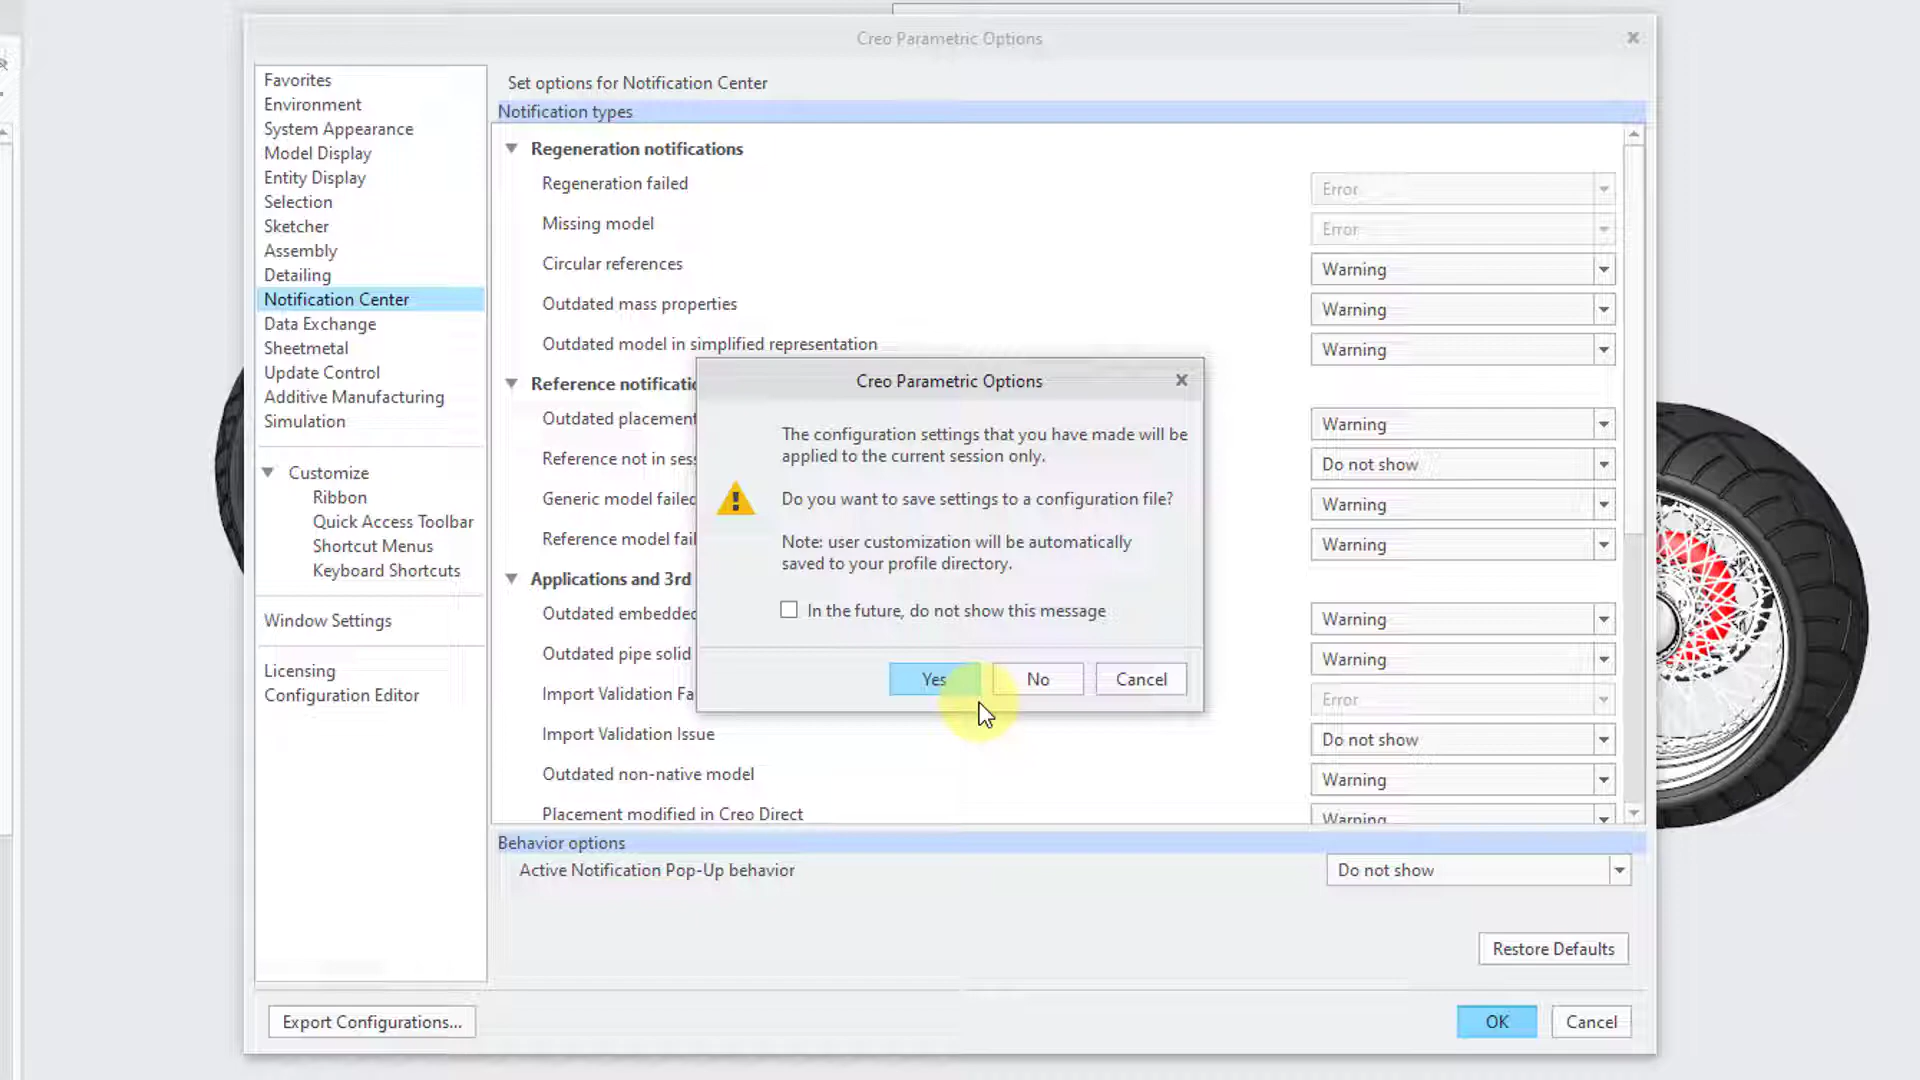 Creo Parametric Options
Favorites
Environment
System Appearance
Model Display
Entity Display
Selection
Sketcher
Assembly
Detailing
Notification Center
Data Exchange
Sheetmetal
Update Control
Additive Manufacturing
Simulation
Customize
Ribbon
Quick Access Toolbar
Shortcut Menus
Keyboard Shortcuts
Window Settings
Licensing
Configuration Editor
Set options for Notification Center
Notification types
Regeneration notifications
Regeneration failed Error
Missing model Error
Circular references Warning
Outdated mass properties Warning
Outdated model in simplified representation Warning
Reference notificatio
Outdated placement Warning
Reference not in ses Do not show
Generic model failed Warning
Reference model fail Warning
Applications and 3rd
Outdated embedded Warning
Outdated pipe solid Warning
Import Validation Fa Error
Import Validation Issue Do not show
Outdated non-native model Warning
Placement modified in Creo Direct Warning
Behavior options
Active Notification Pop-Up behavior Do not show
Restore Defaults
Export Configurations...
OK Cancel
Creo Parametric Options
The configuration settings that you have made will be
applied to the current session only.
Do you want to save settings to a configuration file?
Note: user customization will be automatically
saved to your profile directory.
In the future, do not show this message
Yes No Cancel